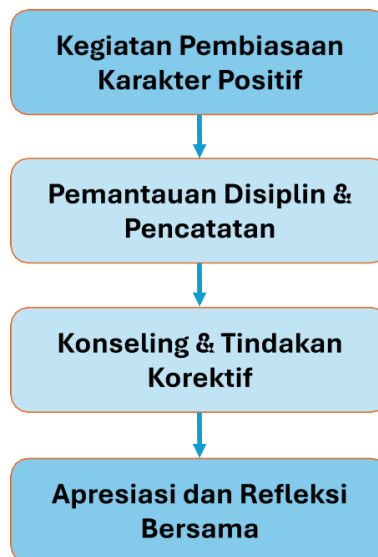 Kegiatan Pembiasaan
Karakter Positif
Pemantauan Disiplin &
Pencatatan
Konseling & Tindakan
Korektif
Apresiasi dan Refleksi
Bersama